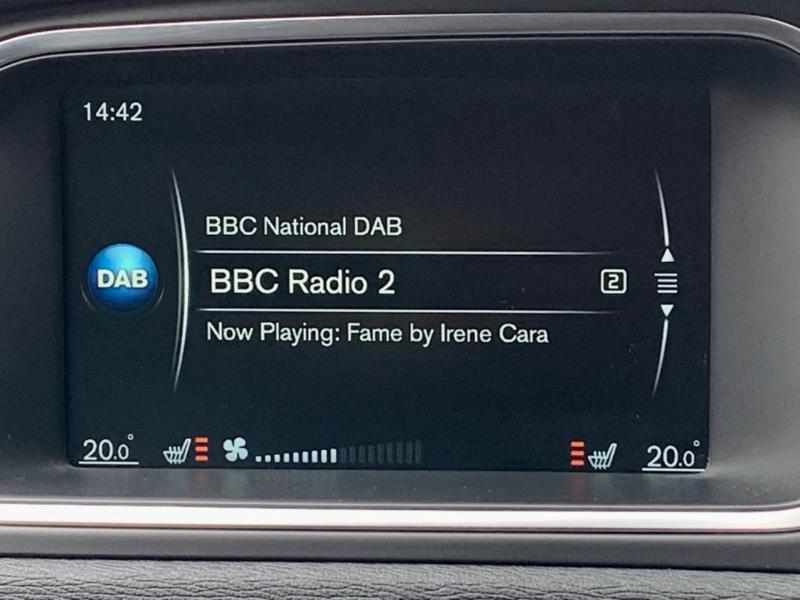 14:42
BBC National DAB
DAB
BBC Radio 2
2
Now Playing: Fame by Irene Cara
20.0°
20.0°